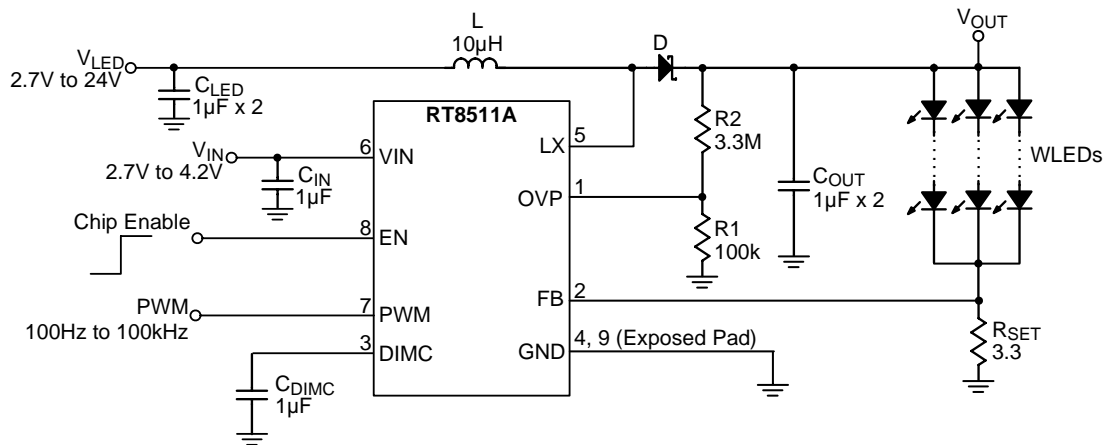 L
10µH
D
VOUT
VLED
2.7V to 24V
CLED
1µF x 2
RT8511A
R2
3.3M
5
LX
6
VIN
VIN
2.7V to 4.2V
CIN
1µF
WLEDs
1
OVP
COUT
1µF x 2
Chip Enable
8
EN
R1
100k
2
FB
PWM
100Hz to 100kHz
7
PWM
3
DIMC
4, 9 (Exposed Pad)
GND
RSET
3.3
CDIMC
1µF